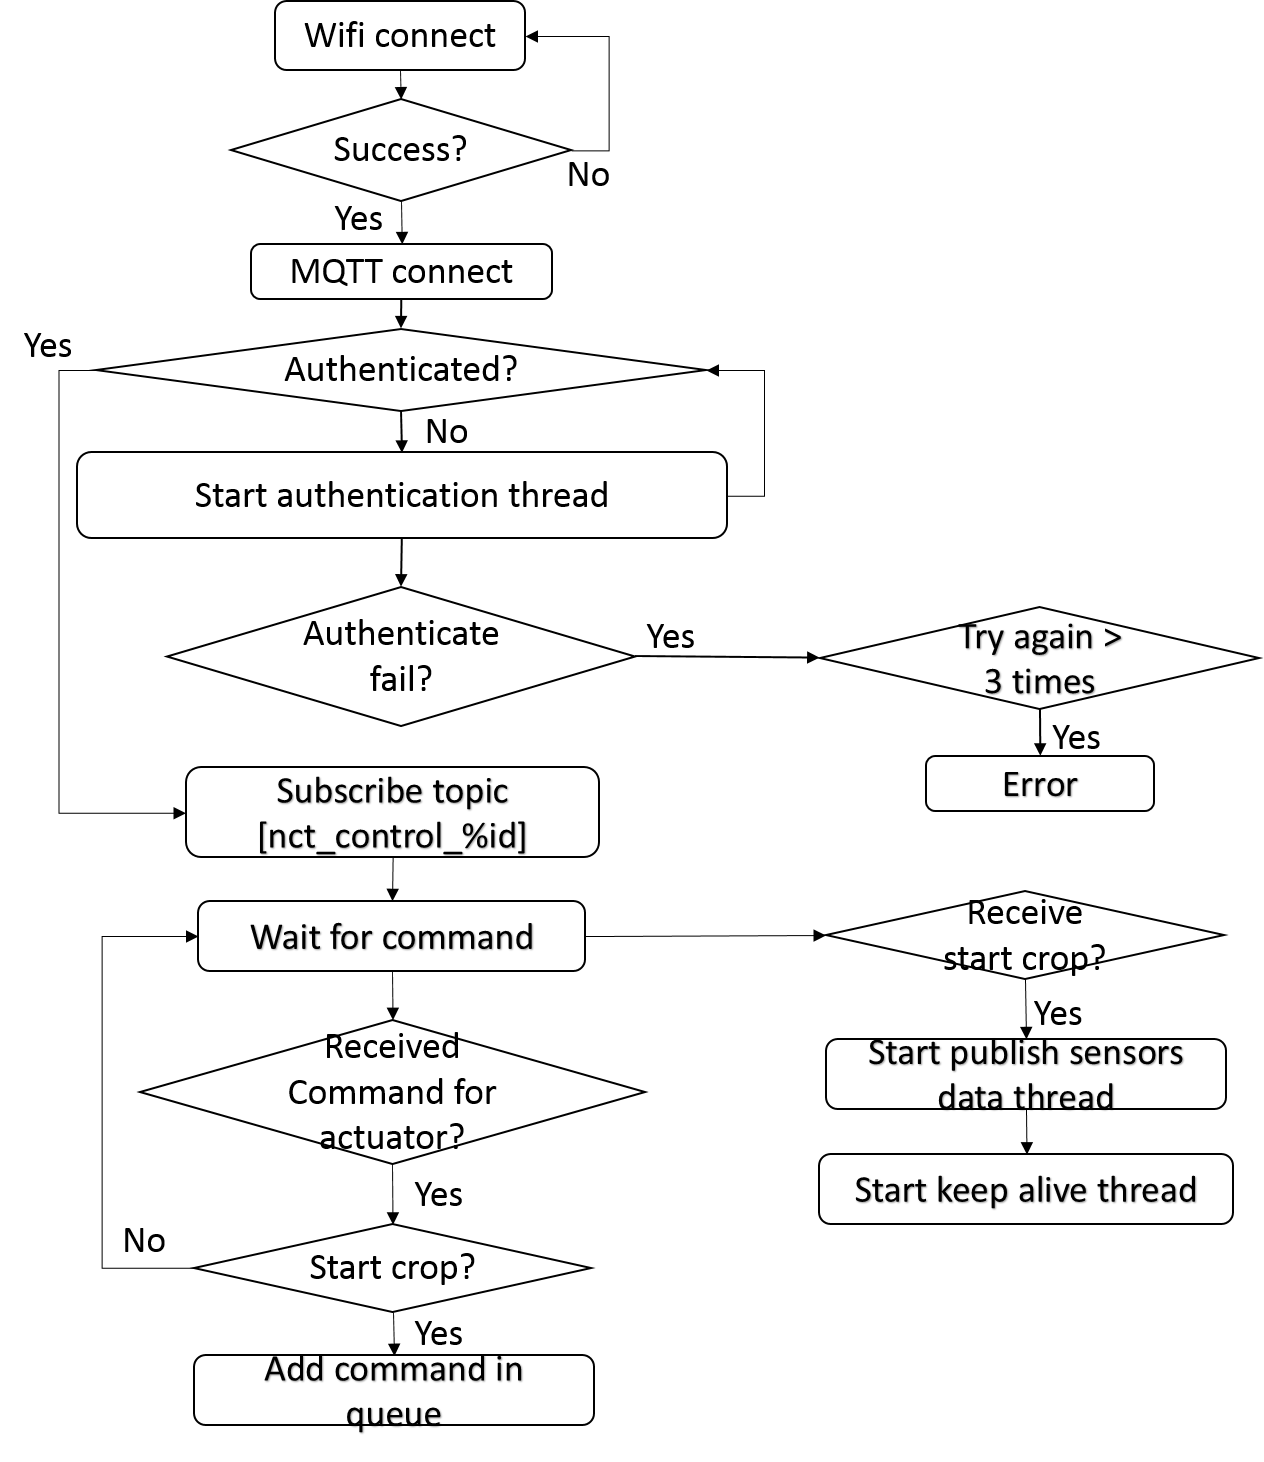 Wifi connect
Success?
No
Yes
MQTT connect
Yes
Authenticated?
No
Start authentication thread
Authenticate
fail?
Yes
Try again >
3 times
Yes
Error
Subscribe topic
[nct_control_%id]
Wait for command
Receive
start crop?
Yes
Start publish sensors
data thread
Start keep alive thread
Received
Command for
actuator?
Yes
No
Start crop?
Yes
Add command in
queue